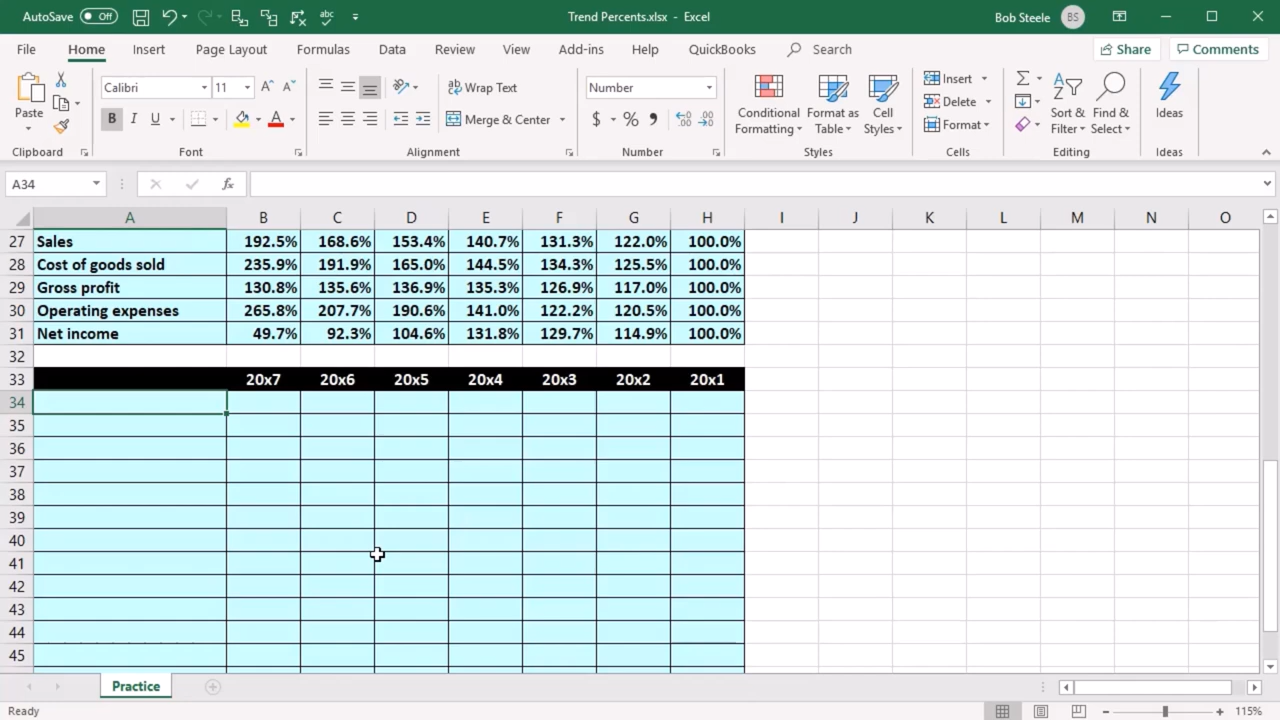 AutoSave Off
abc
Trend Percents.xlsx - Excel
Bob Steele BS
File Home Insert Page Layout Formulas Data Review View Add-ins Help QuickBooks Search
Share Comments
Paste
Clipboard
Calibri 11 A A
B I U A
Font
ab Wrap Text
Merge & Center
Alignment
Number
$ % 9 .00 .00
Number
Conditional Formatting
Format as Table
Cell Styles
Styles
Insert
Delete
Format
Cells
Σ
Sort & Filter
Find & Select
Editing
Ideas
Ideas
A34 fx
A B C D E F G H I J K L M N O
27 Sales 192.5% 168.6% 153.4% 140.7% 131.3% 122.0% 100.0%
28 Cost of goods sold 235.9% 191.9% 165.0% 144.5% 134.3% 125.5% 100.0%
29 Gross profit 130.8% 135.6% 136.9% 135.3% 126.9% 117.0% 100.0%
30 Operating expenses 265.8% 207.7% 190.6% 141.0% 122.2% 120.5% 100.0%
31 Net income 49.7% 92.3% 104.6% 131.8% 129.7% 114.9% 100.0%
32
33 20x7 20x6 20x5 20x4 20x3 20x2 20x1
34
35
36
37
38
39
40
41
42
43
44
45
Practice
Ready
115%